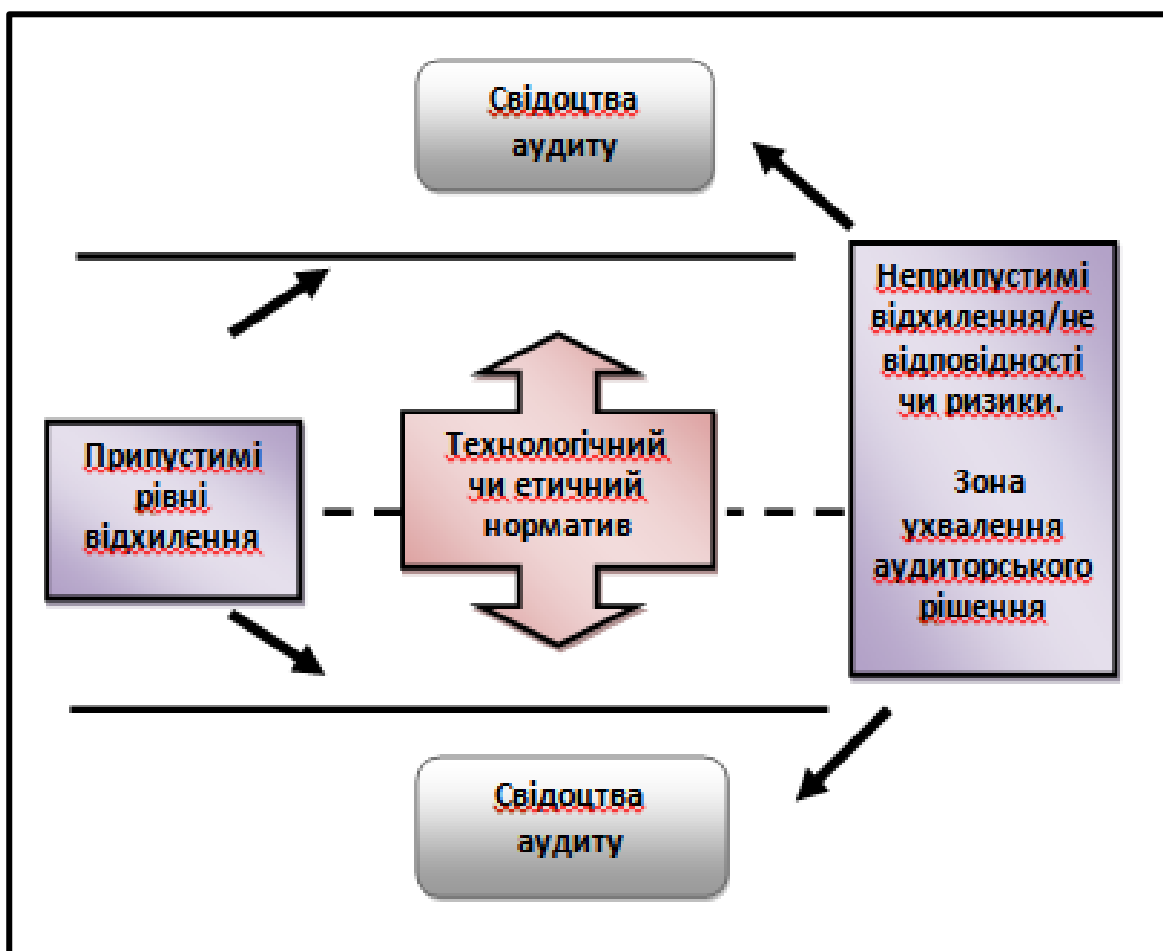 Свідоцтва
аудиту
Неприпустимі
відхилення/не
відповідності
чи ризики.
Зона
ухвалення
аудиторського
рішення
Припустимі
рівні
відхилення
Технологічний
чи етичний
норматив
Свідоцтва
аудиту